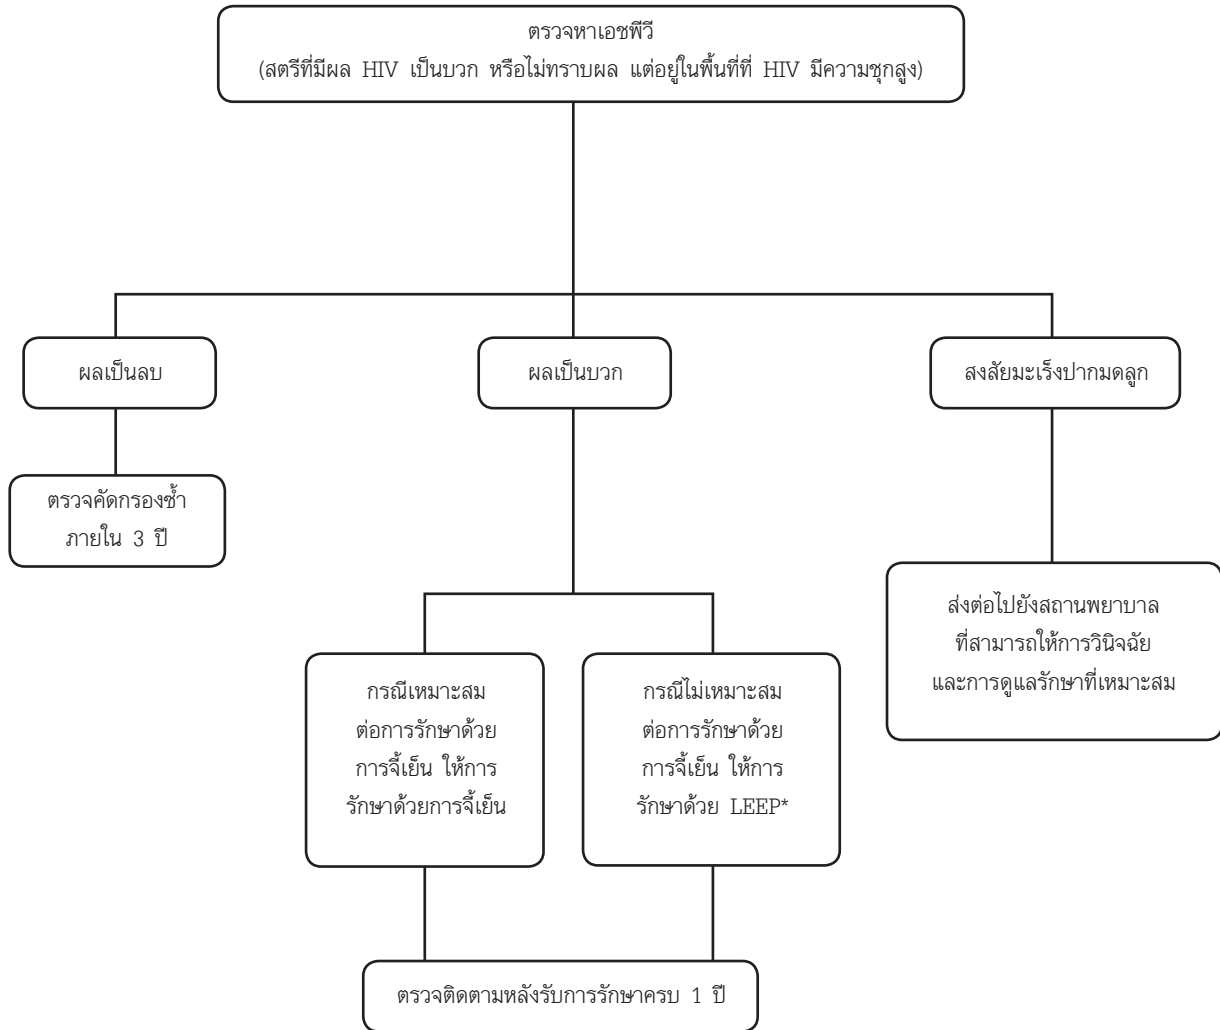 ตรวจหาเอชพีวี
(สตรีที่มีผล HIV เป็นบวก หรือไม่ทราบผล แต่อยู่ในพื้นที่ที่ HIV มีความชุกสูง)
ผลเป็นลบ
ผลเป็นบวก
สงสัยมะเร็งปากมดลูก
ตรวจคัดกรองซ้ำ
ภายใน 3 ปี
ส่งต่อไปยังสถานพยาบาล
ที่สามารถให้การวินิจฉัย
และการดูแลรักษาที่เหมาะสม
กรณีเหมาะสม
ต่อการรักษาด้วย
การจี้เย็น ให้การ
รักษาด้วยการจี้เย็น
กรณีไม่เหมาะสม
ต่อการรักษาด้วย
การจี้เย็น ให้การ
รักษาด้วย LEEP*
ตรวจติดตามหลังรับการรักษาครบ 1 ปี